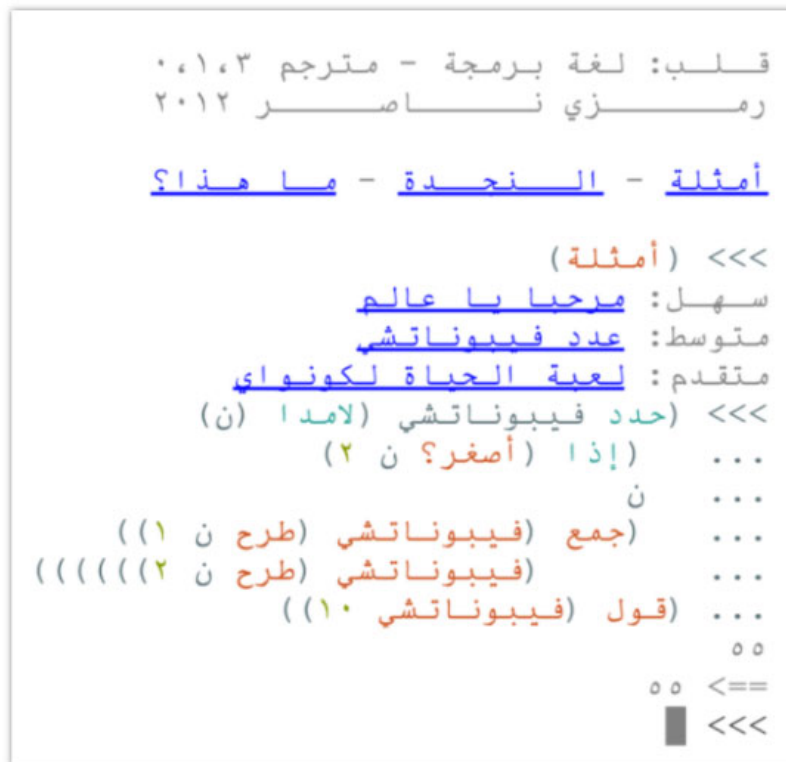 قلب: لغة برمجة - مترجم ٠،١،٣
رمزي ناصر ٢٠١٢
أمثلة - النجدة - ما هذا؟
>>> (أمثلة)
سهل: مرحبا يا عالم
متوسط: عدد فيبوناتشي
متقدم: لعبة الحياة لكونواي
>>> (حدد فيبوناتشي (لامدا (ن)
... (إذا (أصغر؟ ن ٢)
... ن
... (جمع (فيبوناتشي (طرح ن ١))
... (فيبوناتشي (طرح ن ٢))))))
... (قول (فيبوناتشي ١٠))
٥٥
==> ٥٥
>>>